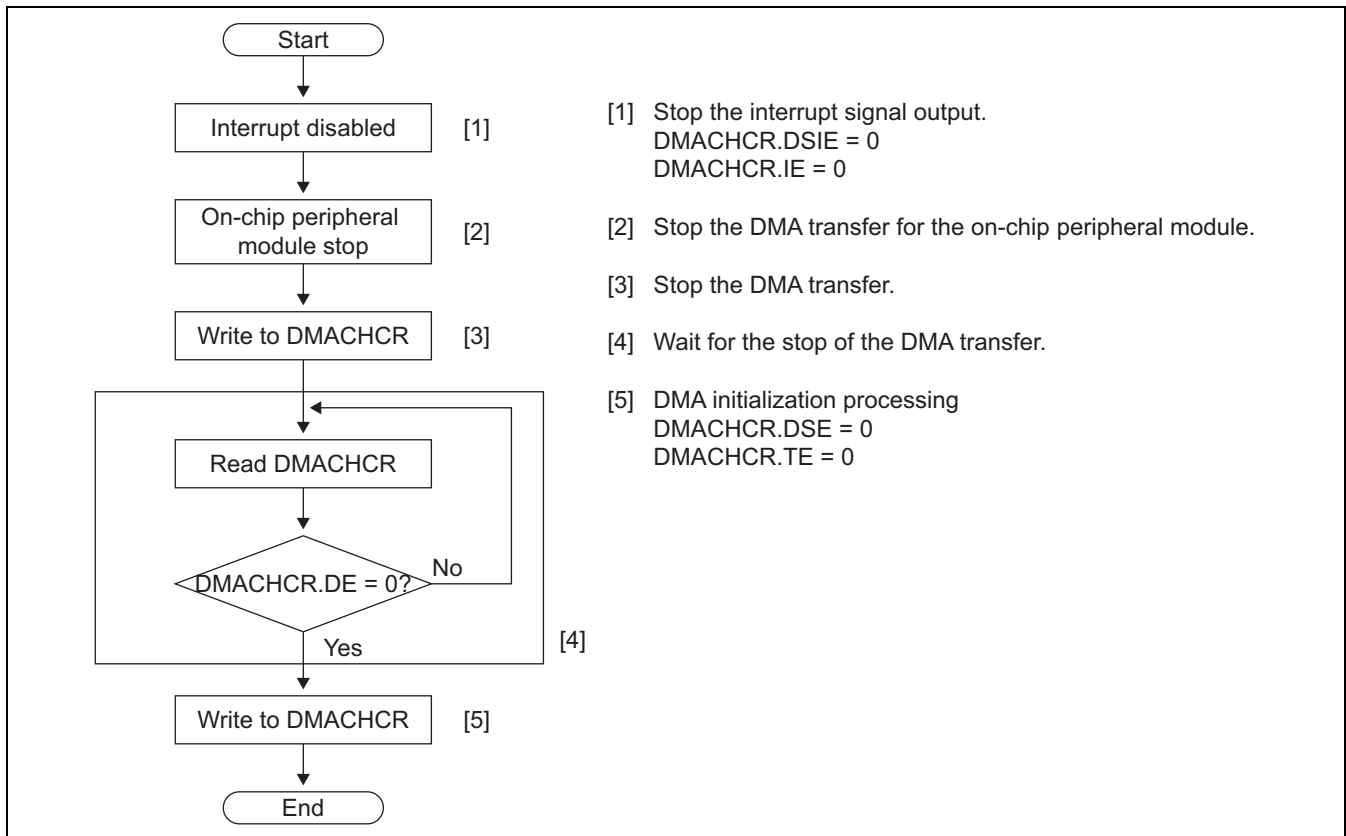 Start
Interrupt disabled
[1]
On-chip peripheral
module stop
[2]
Write to DMACHCR
[3]
Read DMACHCR
DMACHCR.DE = 0?
No
Yes
[4]
Write to DMACHCR
[5]
End
[1] Stop the interrupt signal output.
DMACHCR.DSIE = 0
DMACHCR.IE = 0
[2] Stop the DMA transfer for the on-chip peripheral module.
[3] Stop the DMA transfer.
[4] Wait for the stop of the DMA transfer.
[5] DMA initialization processing
DMACHCR.DSE = 0
DMACHCR.TE = 0